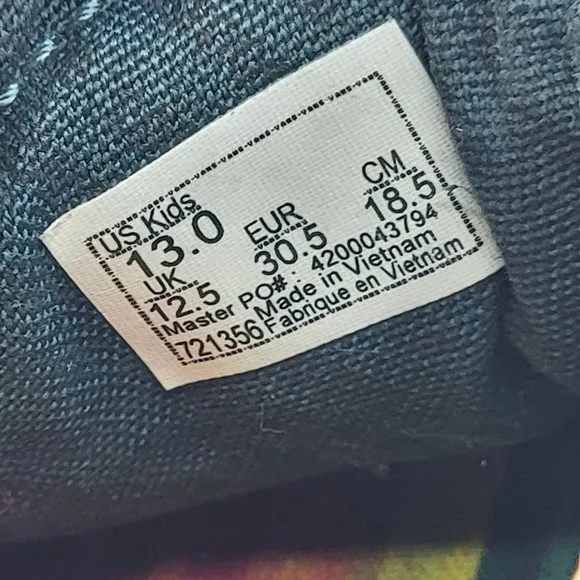 US Kids EUR CM
13.0 30.5 18.5
UK
12.5
Master PO#: 4200043794
Made in Vietnam
721356 Fabrique en Vietnam